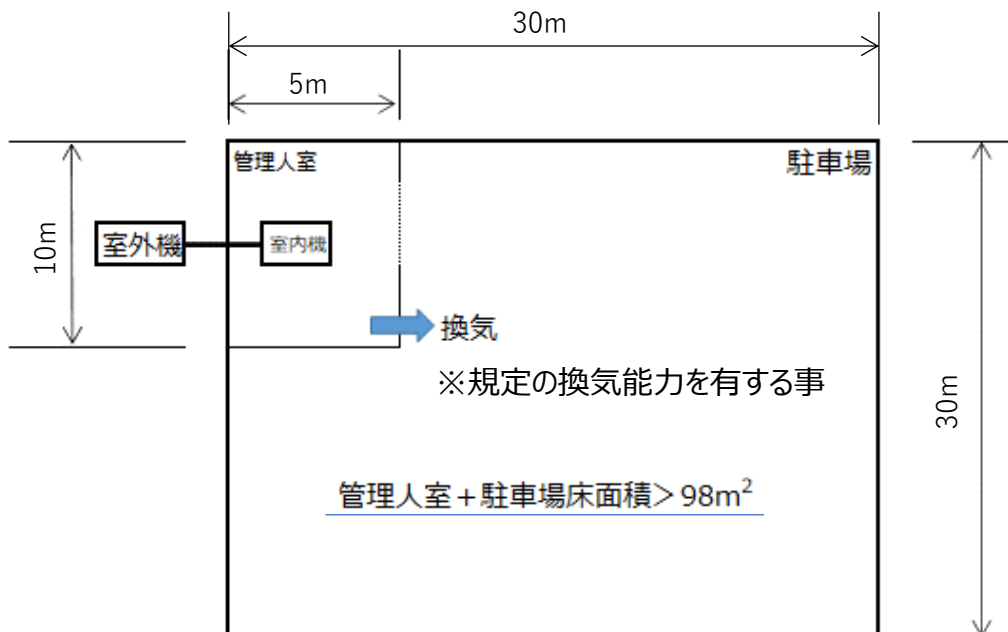 30m
5m
管理人室
駐車場
10m
室外機
室内機
換気
※規定の換気能力を有する事
30m
管理人室+駐車場床面積>98m²